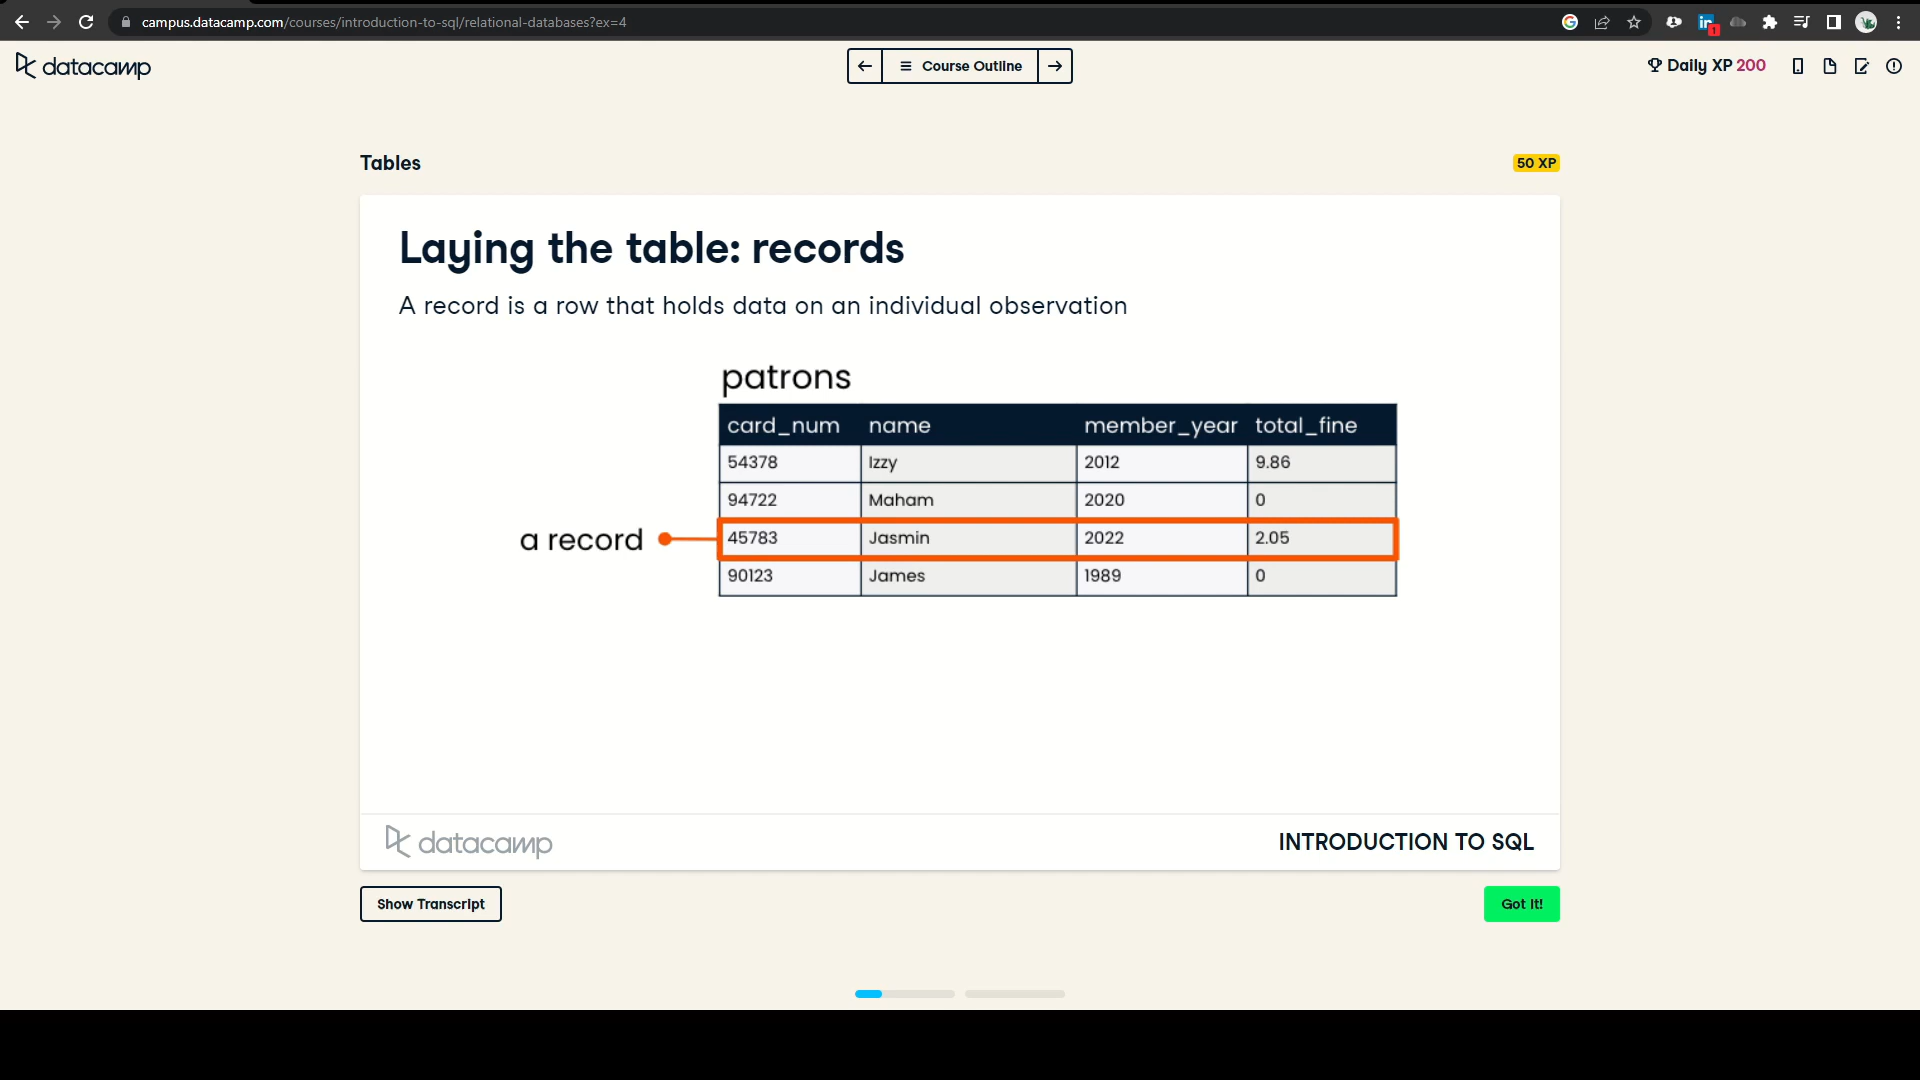 campus.datacamp.com/courses/introduction-to-sql/relational-databases?ex=4
datacamp
Course Outline
Daily XP 200
Tables
50 XP
Laying the table: records
A record is a row that holds data on an individual observation
patrons
card_num name member_year total_fine
54378 Izzy 2012 9.86
94722 Maham 2020 0
a record 45783 Jasmin 2022 2.05
90123 James 1989 0
datacamp INTRODUCTION TO SQL
Show Transcript
Got It!